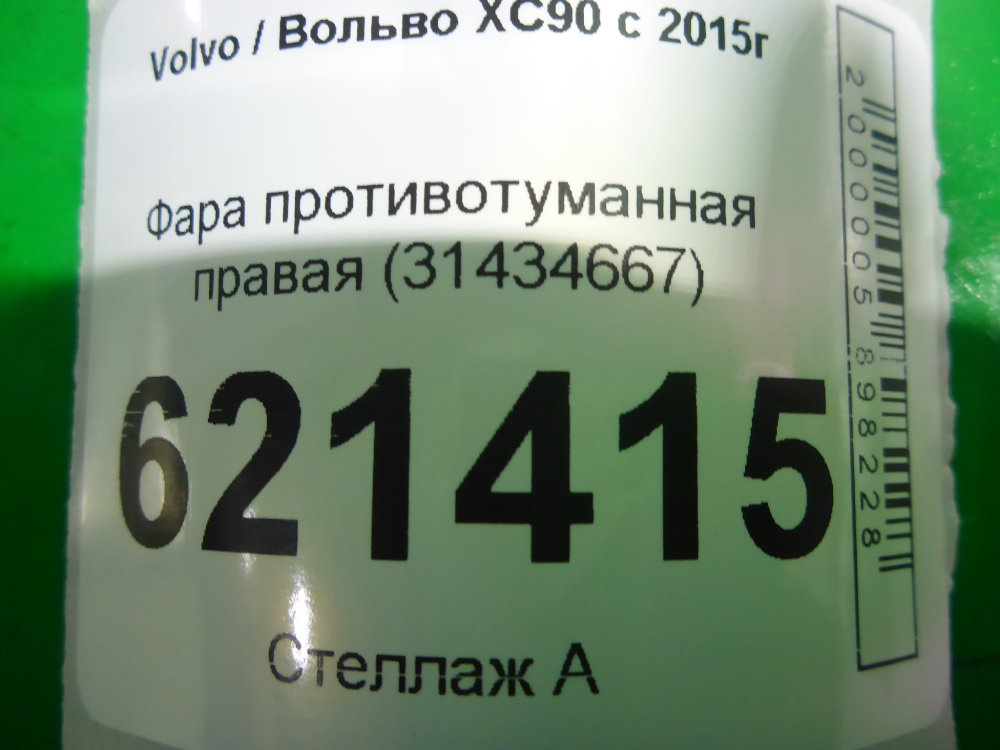 Volvo / Вольво XC90 с 2015г
Фара противотуманная
правая (31434667)
621415
Стеллаж А
2000005898228